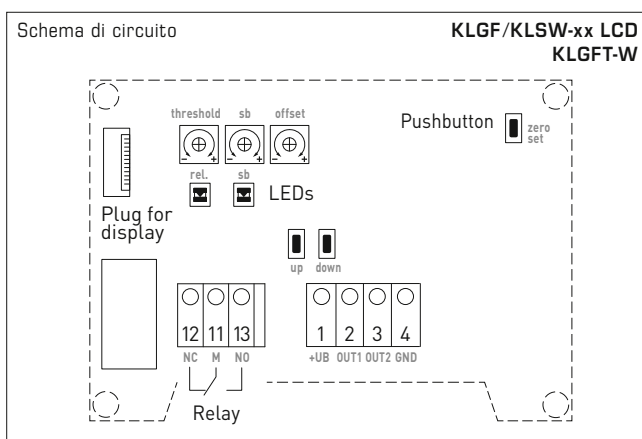 Schema di circuito
KLGF/KLSW-xx LCD
KLGFT-W
threshold sb offset
Pushbutton
zero
set
- + - + - +
rel. sb
LEDs
Plug for
display
up down
12 11 13
1 2 3 4
NC M NO
+UB OUT1 OUT2 GND
Relay